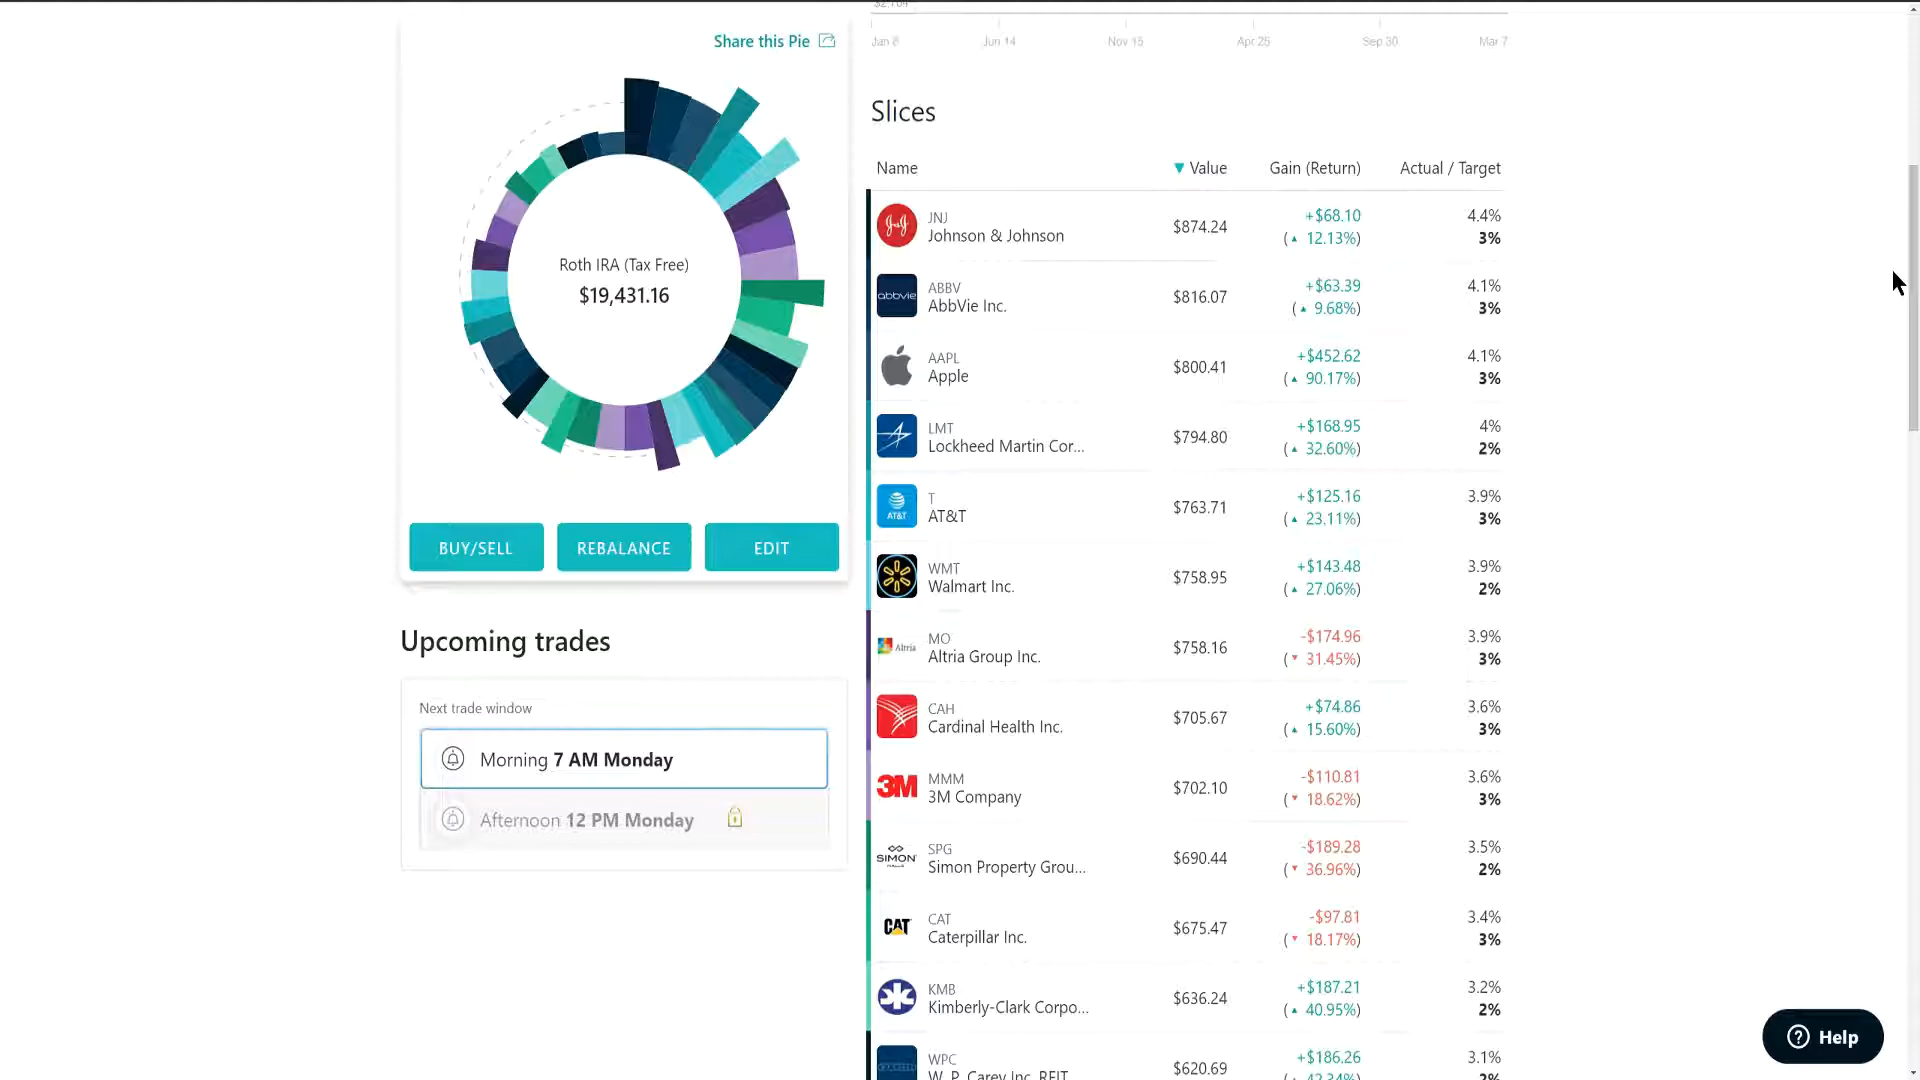 Share this Pie
Roth IRA (Tax Free)
$19,431.16
BUY/SELL
REBALANCE
EDIT
Upcoming trades
Next trade window
Morning 7 AM Monday
Afternoon 12 PM Monday
Jan 8 Jun 14 Nov 15 Apr 25 Sep 30 Mar 7
Slices
Name ▼ Value Gain (Return) Actual / Target
JNJ
Johnson & Johnson
$874.24
+$68.10
(▲ 12.13%)
4.4%
3%
abbvie
ABBV
AbbVie Inc.
$816.07
+$63.39
(▲ 9.68%)
4.1%
3%
AAPL
Apple
$800.41
+$452.62
(▲ 90.17%)
4.1%
3%
LMT
Lockheed Martin Cor...
$794.80
+$168.95
(▲ 32.60%)
4%
2%
AT&T
T
AT&T
$763.71
+$125.16
(▲ 23.11%)
3.9%
3%
WMT
Walmart Inc.
$758.95
+$143.48
(▲ 27.06%)
3.9%
2%
Altria
MO
Altria Group Inc.
$758.16
-$174.96
(▼ 31.45%)
3.9%
3%
CAH
Cardinal Health Inc.
$705.67
+$74.86
(▲ 15.60%)
3.6%
3%
3M
MMM
3M Company
$702.10
-$110.81
(▼ 18.62%)
3.6%
3%
SIMON
SPG
Simon Property Grou...
$690.44
-$189.28
(▼ 36.96%)
3.5%
2%
CAT
CAT
Caterpillar Inc.
$675.47
-$97.81
(▼ 18.17%)
3.4%
3%
KMB
Kimberly-Clark Corpo...
$636.24
+$187.21
(▲ 40.95%)
3.2%
2%
WPC
W. P. Carey Inc. REIT
$620.69
+$186.26
3.1%
Help